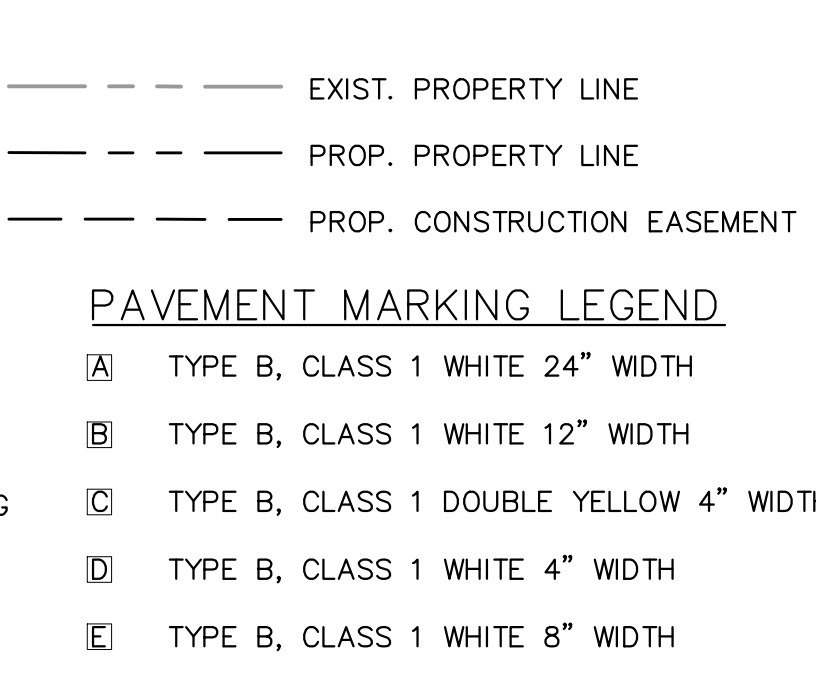 EXIST. PROPERTY LINE
PROP. PROPERTY LINE
PROP. CONSTRUCTION EASEMENT
PAVEMENT MARKING LEGEND
A TYPE B, CLASS 1 WHITE 24" WIDTH
B TYPE B, CLASS 1 WHITE 12" WIDTH
C TYPE B, CLASS 1 DOUBLE YELLOW 4" WIDTH
D TYPE B, CLASS 1 WHITE 4" WIDTH
E TYPE B, CLASS 1 WHITE 8" WIDTH